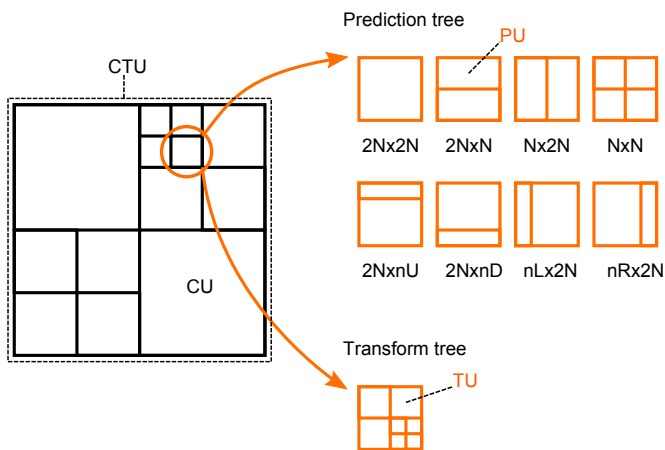 Prediction tree
PU
CTU
2Nx2N 2NxN Nx2N NxN
2NxnU 2NxnD nLx2N nRx2N
CU
Transform tree
TU